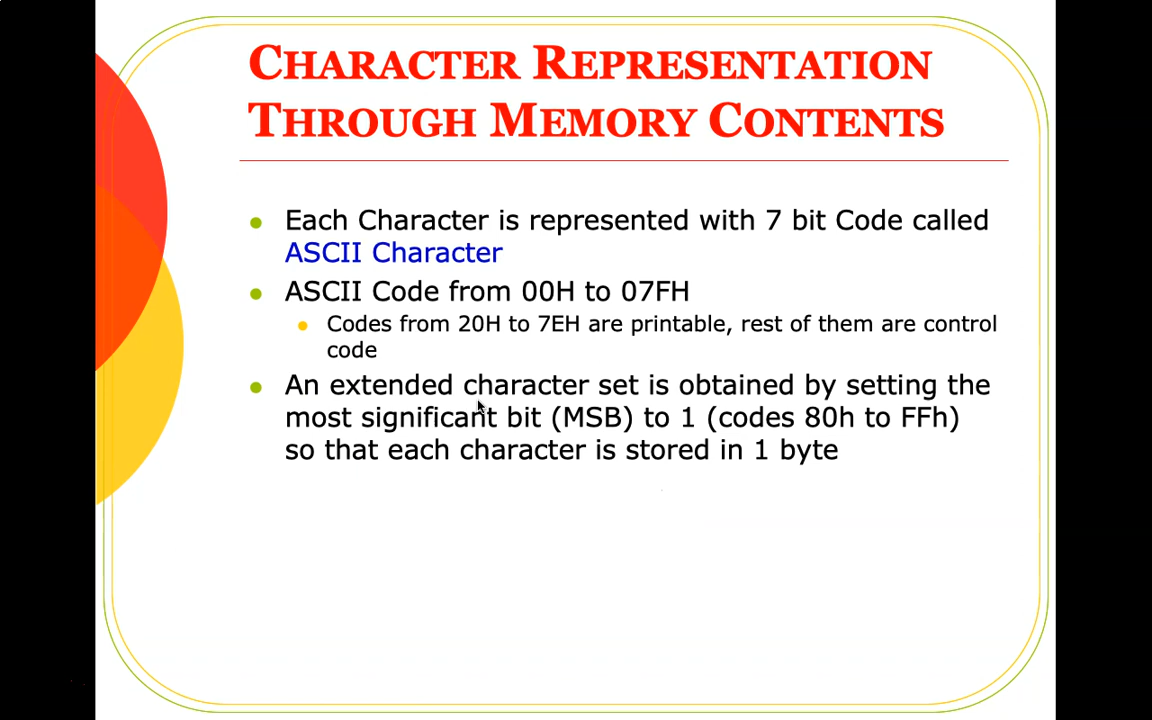 CHARACTER REPRESENTATION
THROUGH MEMORY CONTENTS
Each Character is represented with 7 bit Code called
ASCII Character
ASCII Code from 00H to 07FH
Codes from 20H to 7EH are printable, rest of them are control
code
An extended character set is obtained by setting the
most significant bit (MSB) to 1 (codes 80h to FFh)
so that each character is stored in 1 byte